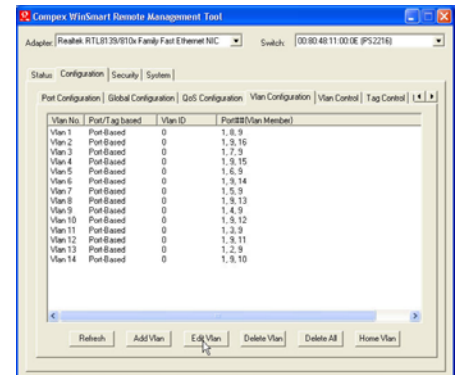 Compex WinSmart Remote Management Tool
Adapter: Realtek RTL8139/810x Family Fast Ethernet NIC Switch: 00:80:48:11:00:0E (PS2216)
Status Configuration Security System
Port Configuration Global Configuration QoS Configuration Vlan Configuration Vlan Control Tag Control
Vlan No. Port/Tag based Vlan ID Port##(Vlan Member)
Vlan 1 Port-Based 0 1, 8, 9
Vlan 2 Port-Based 0 1, 9, 16
Vlan 3 Port-Based 0 1, 7, 9
Vlan 4 Port-Based 0 1, 9, 15
Vlan 5 Port-Based 0 1, 6, 9
Vlan 6 Port-Based 0 1, 9, 14
Vlan 7 Port-Based 0 1, 5, 9
Vlan 8 Port-Based 0 1, 9, 13
Vlan 9 Port-Based 0 1, 4, 9
Vlan 10 Port-Based 0 1, 9, 12
Vlan 11 Port-Based 0 1, 3, 9
Vlan 12 Port-Based 0 1, 9, 11
Vlan 13 Port-Based 0 1, 2, 9
Vlan 14 Port-Based 0 1, 9, 10
Refresh Add Vlan Edit Vlan Delete Vlan Delete All Home Vlan